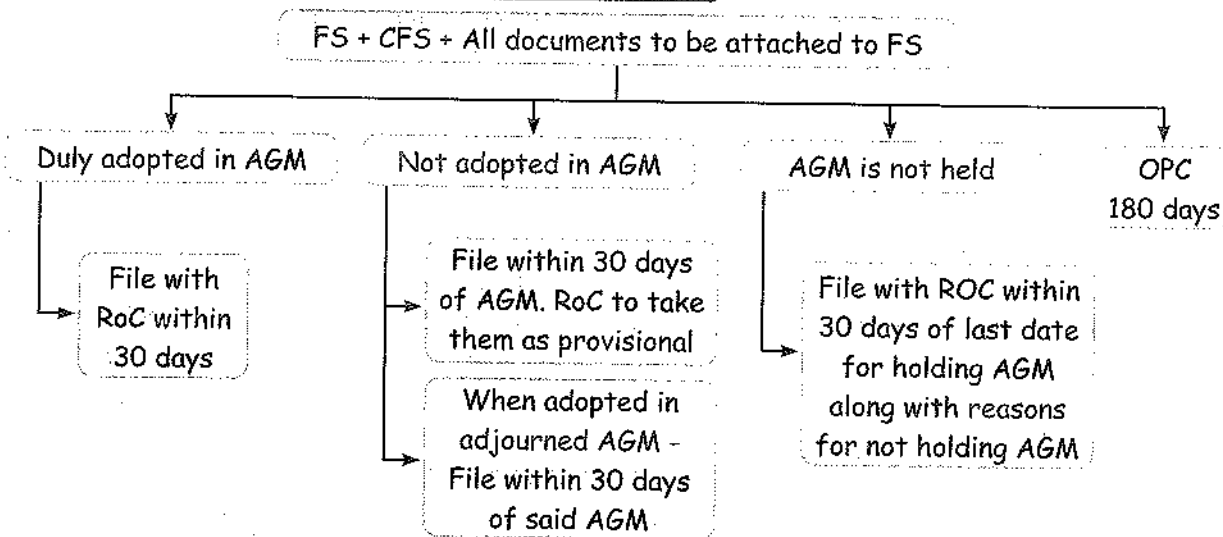 FS + CFS + All documents to be attached to FS
Duly adopted in AGM
File with
RoC within
30 days
Not adopted in AGM
File within 30 days
of AGM. RoC to take
them as provisional
When adopted in
adjourned AGM -
File within 30 days
of said AGM
AGM is not held
File with ROC within
30 days of last date
for holding AGM
along with reasons
for not holding AGM
OPC
180 days